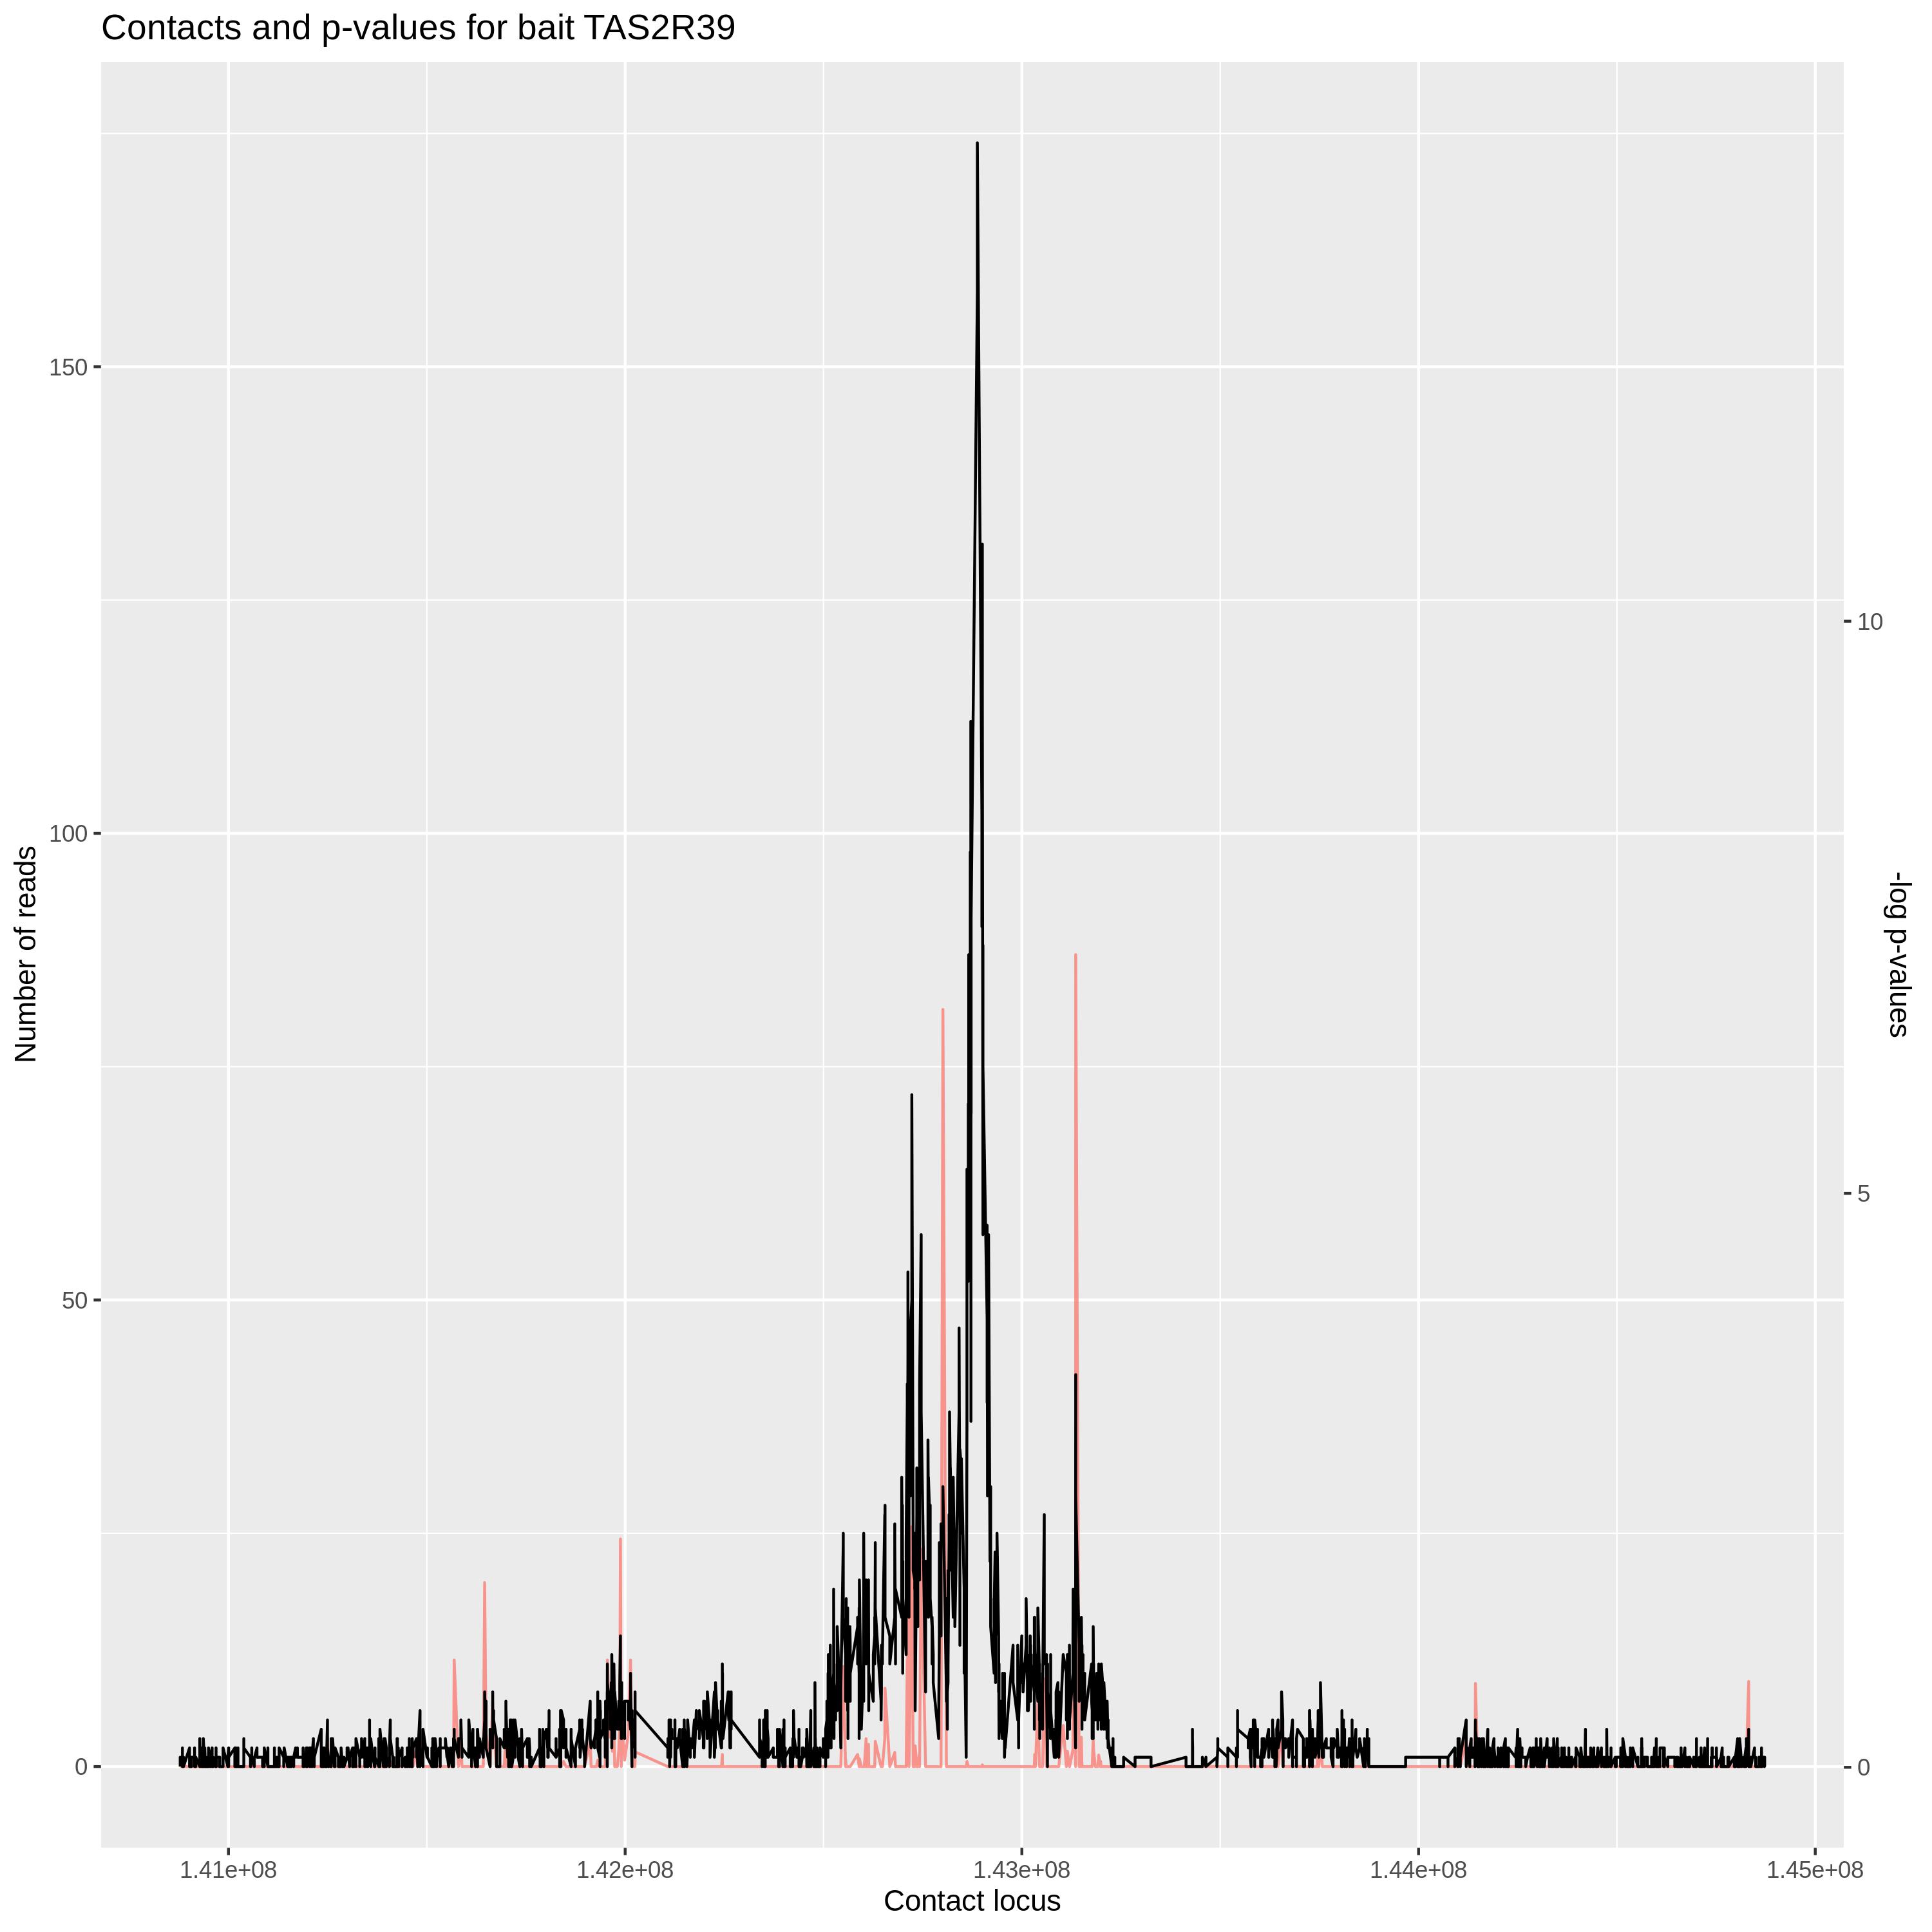 Contacts and p-values for bait TAS2R39
150
100
50
0
Number of reads
10
5
0
-log p-values
1.41e+08 1.42e+08 1.43e+08 1.44e+08 1.45e+08
Contact locus